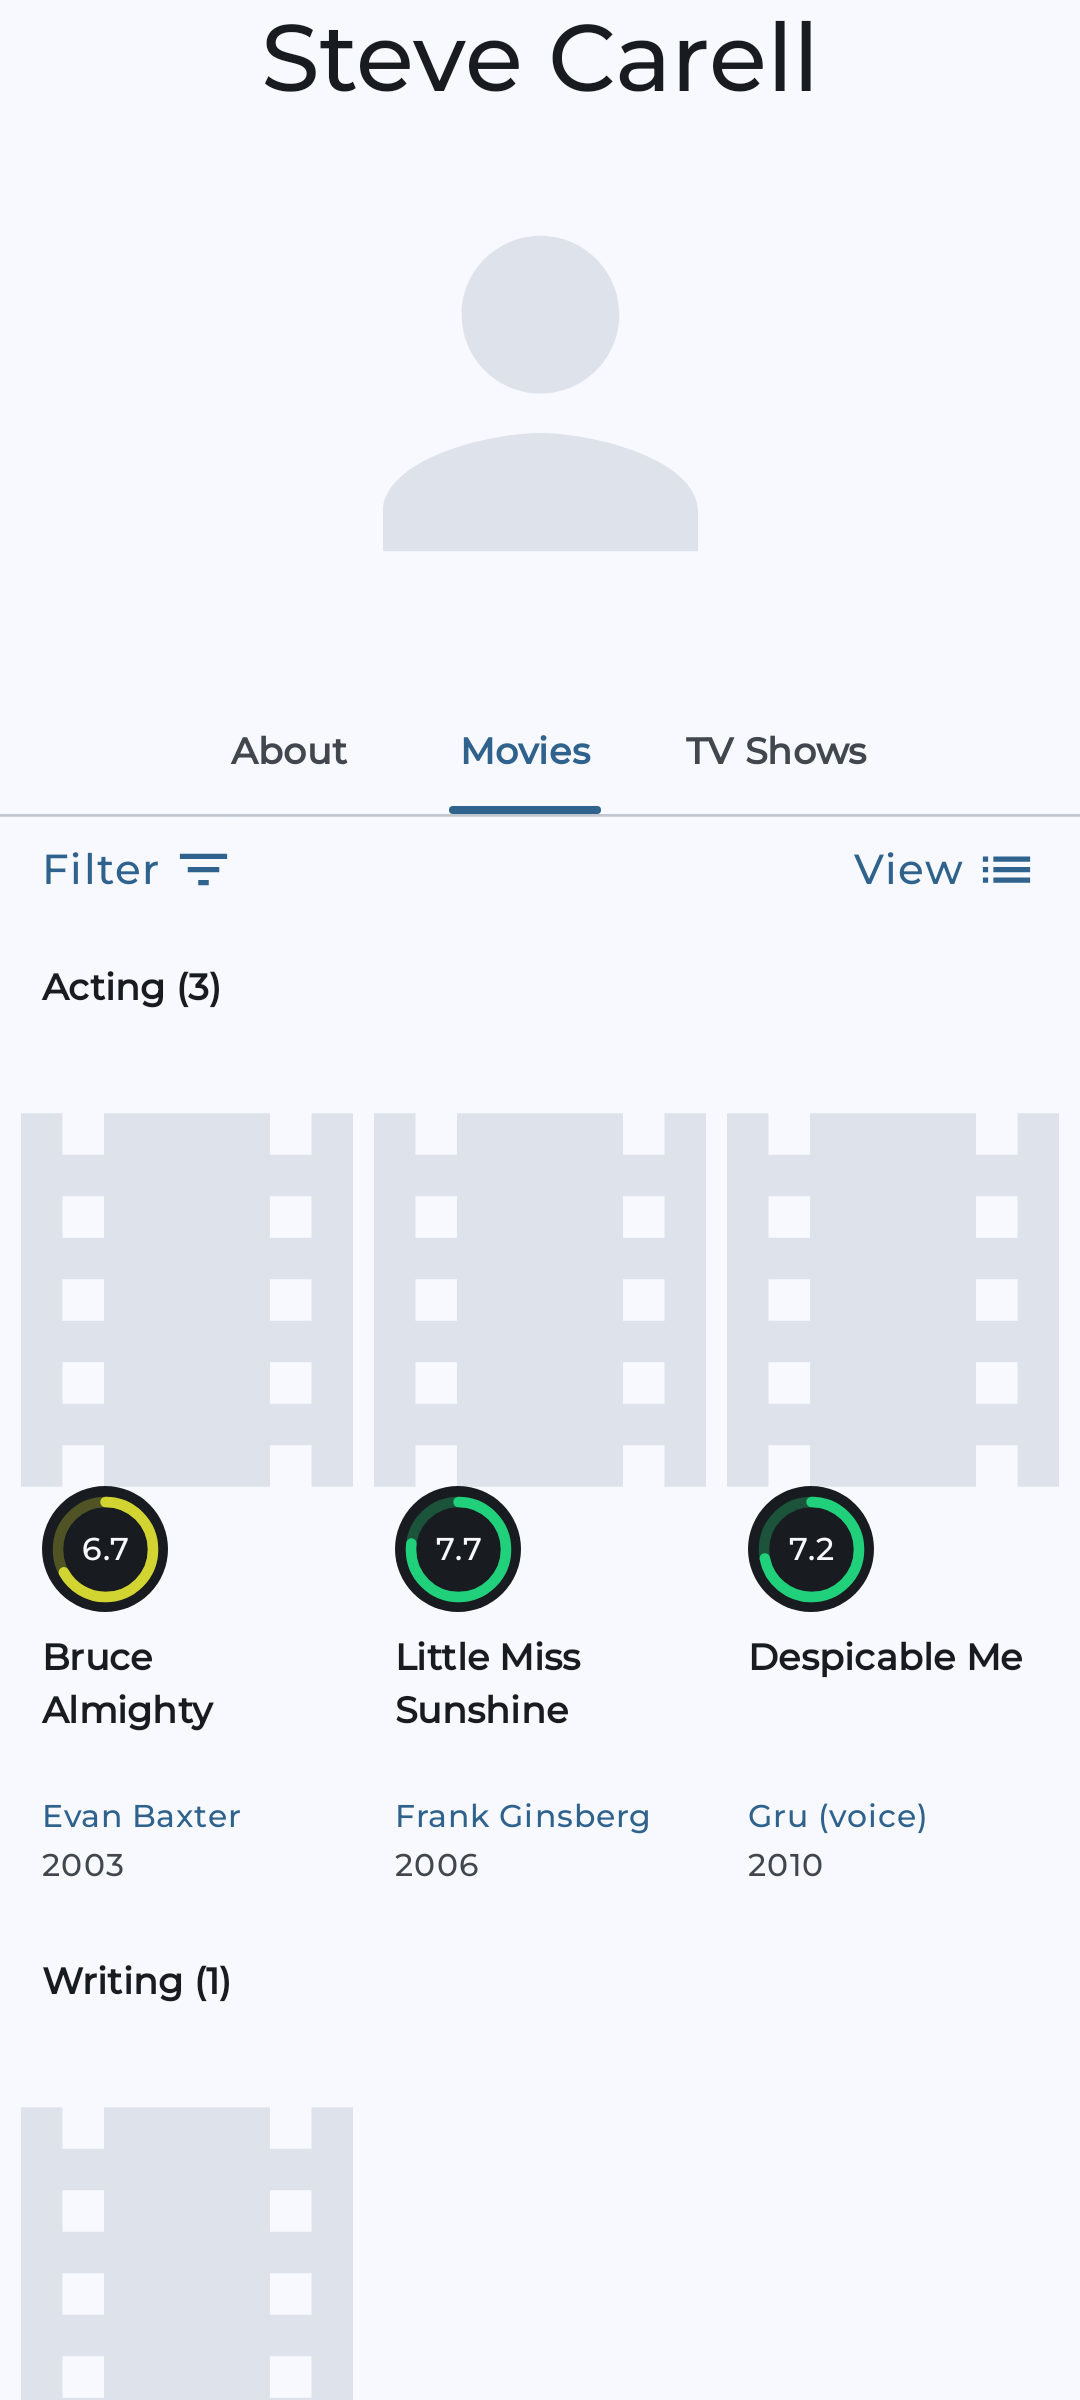 Steve Carell
About
Movies
TV Shows
Filter
View
Acting (3)
6.7
7.7
7.2
Bruce
Almighty
Little Miss
Sunshine
Despicable Me
Evan Baxter
Frank Ginsberg
Gru (voice)
2003
2006
2010
Writing (1)